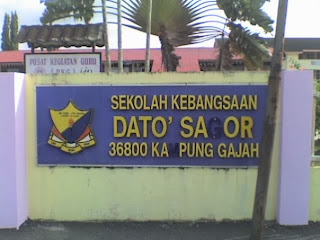 PUSAT KEGIATAN GURU
SEKOLAH KEBANGSAAN
DATO' SAGOR
36800 KAMPUNG GAJAH